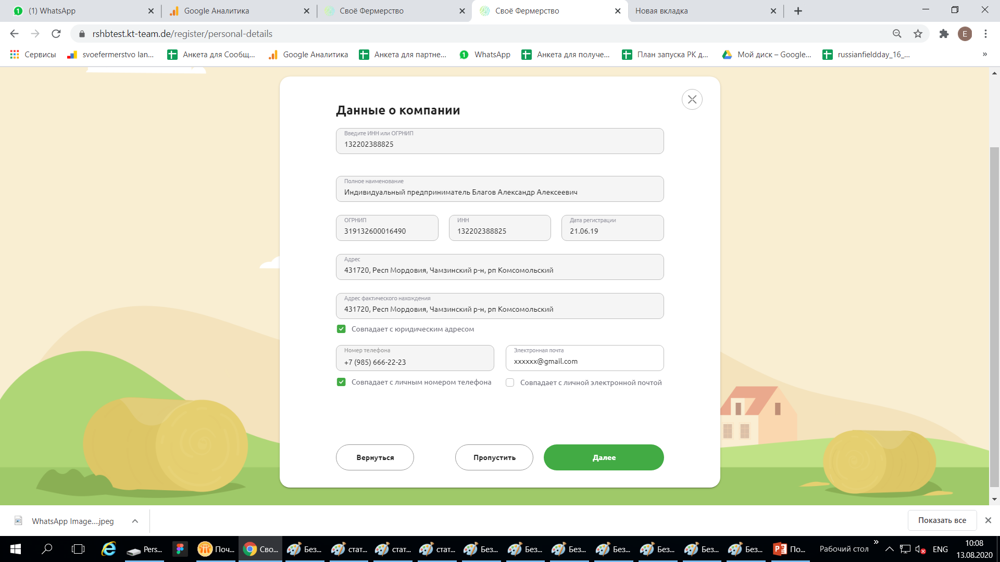 (1) WhatsApp
Google Аналитика
Своё Фермерство
Своё Фермерство
Новая вкладка
rshbtest.kt-team.de/register/personal-details
E
Сервисы
svoefermerstvo lan...
Анкета для Сообщ...
Google Аналитика
Анкета для партне...
WhatsApp
Анкета для получе...
План запуска РК д...
Мой диск – Google...
russianfieldday_16_...
»
Данные о компании
Введите ИНН или ОГРНИП
132202388825
Полное наименование
Индивидуальный предприниматель Благов Александр Алексеевич
ОГРНИП
319132600016490
ИНН
132202388825
Дата регистрации
21.06.19
Адрес
431720, Респ Мордовия, Чамзинский р-н, рп Комсомольский
Адрес фактического нахождения
431720, Респ Мордовия, Чамзинский р-н, рп Комсомольский
Совпадает с юридическим адресом
Номер телефона
+7 (985) 666-22-23
Электронная почта
xxxxxx@gmail.com
Совпадает с личным номером телефона
Совпадает с личной электронной почтой
Вернуться
Пропустить
Далее
WhatsApp Image....jpeg
Показать все
Pers...
Поч...
Сво...
Без...
стат...
стат...
стат...
Без...
Без...
Без...
Без...
Без...
Без...
Без...
По...
Рабочий стол
»
ENG
10:08
13.08.2020